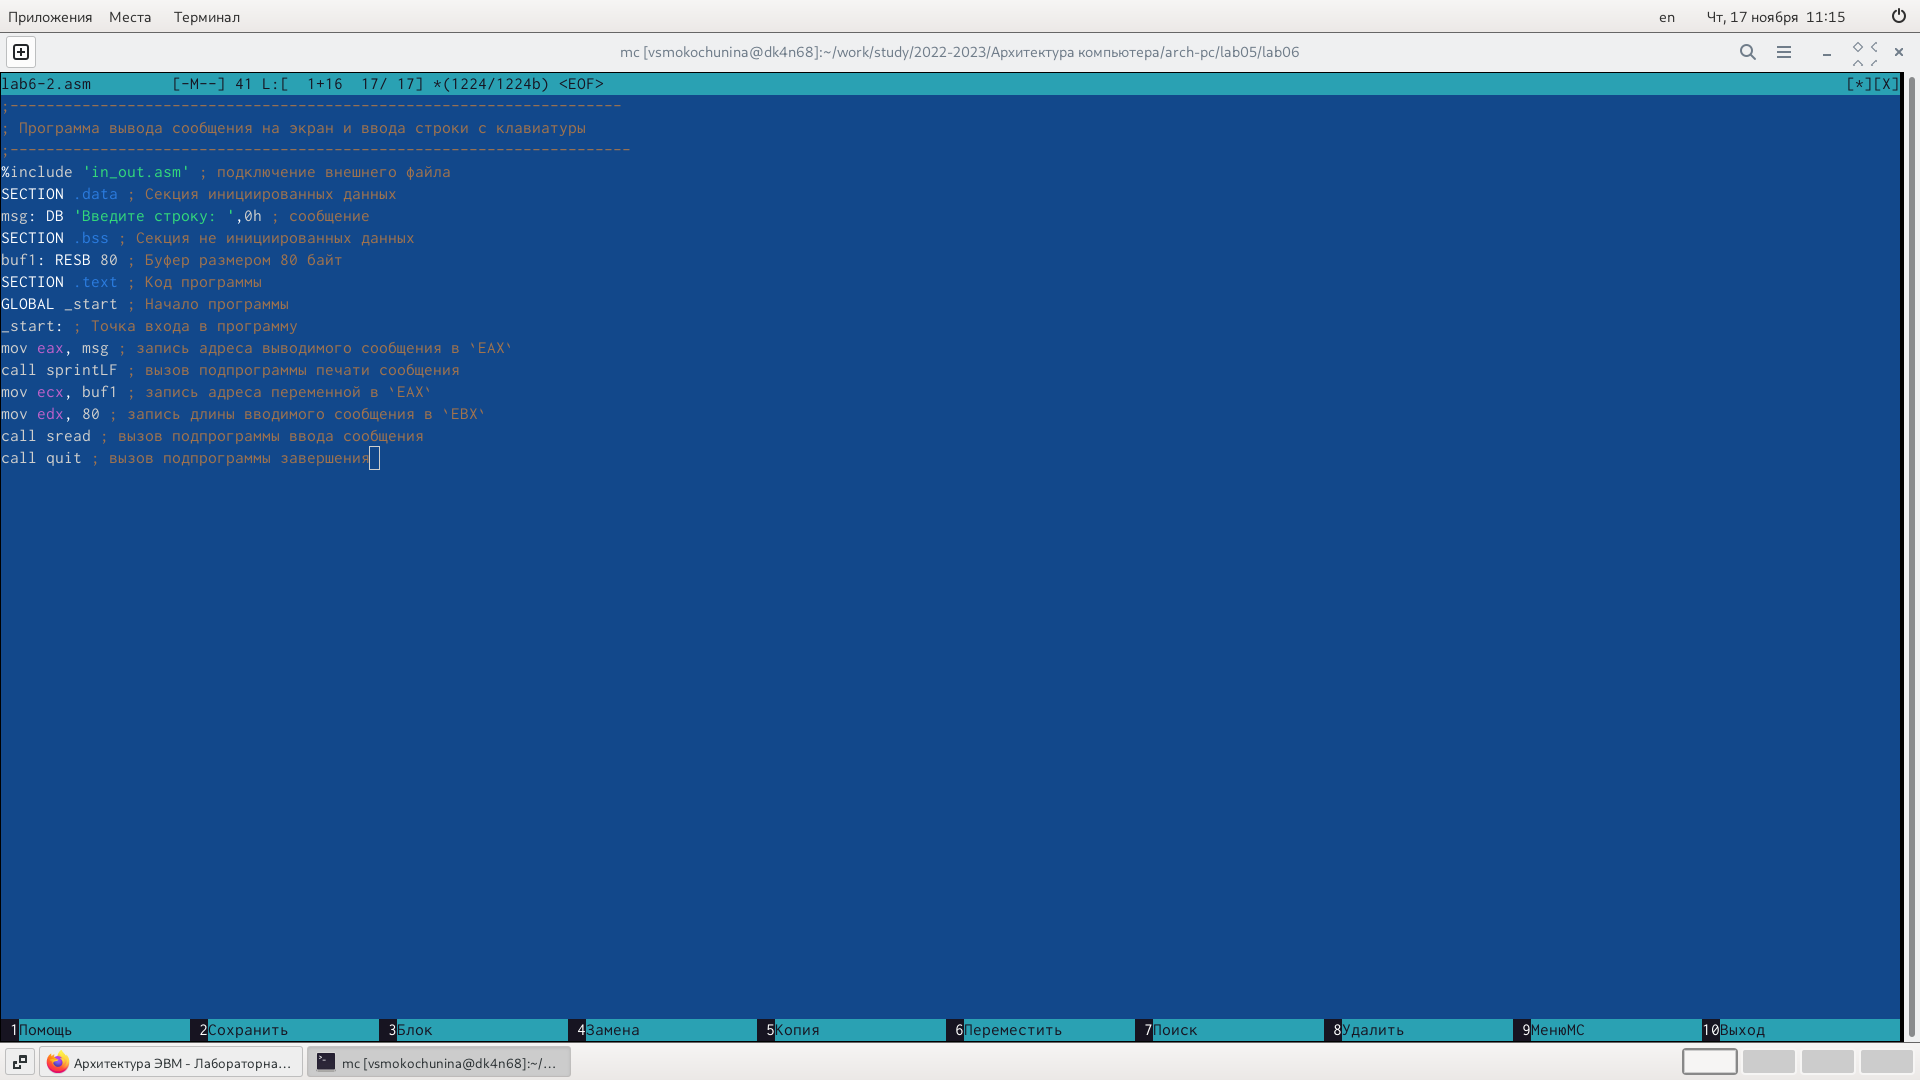 Приложения Места Терминал en Чт, 17 ноября 11:15
mc [vsmokochunina@dk4n68]:~/work/study/2022-2023/Архитектура компьютера/arch-pc/lab05/lab06
lab6-2.asm [-M--] 41 L:[ 1+16 17/ 17] *(1224/1224b) <EOF> [*][X]
;--------------------------------------------------------------------
; Программа вывода сообщения на экран и ввода строки с клавиатуры
;---------------------------------------------------------------------
%include 'in_out.asm' ; подключение внешнего файла
SECTION .data ; Секция инициированных данных
msg: DB 'Введите строку: ',0h ; сообщение
SECTION .bss ; Секция не инициированных данных
buf1: RESB 80 ; Буфер размером 80 байт
SECTION .text ; Код программы
GLOBAL _start ; Начало программы
_start: ; Точка входа в программу
mov eax, msg ; запись адреса выводимого сообщения в `EAX`
call sprintLF ; вызов подпрограммы печати сообщения
mov ecx, buf1 ; запись адреса переменной в `EAX`
mov edx, 80 ; запись длины вводимого сообщения в `EBX`
call sread ; вызов подпрограммы ввода сообщения
call quit ; вызов подпрограммы завершения
1Помощь 2Сохранить 3Блок 4Замена 5Копия 6Переместить 7Поиск 8Удалить 9МенюМС 10Выход
Архитектура ЭВМ - Лабораторна... mc [vsmokochunina@dk4n68]:~/...